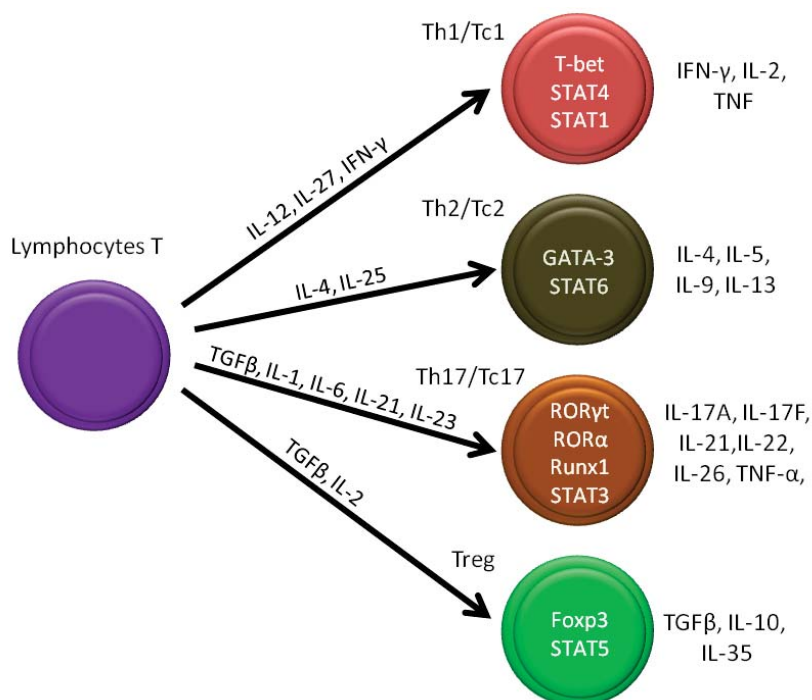 Lymphocytes T
Th1/Tc1
IL-12, IL-27, IFN-γ
T-bet
STAT4
STAT1
IFN-γ, IL-2,
TNF
Th2/Tc2
IL-4, IL-25
GATA-3
STAT6
IL-4, IL-5,
IL-9, IL-13
Th17/Tc17
TGFβ, IL-1, IL-6, IL-21, IL-23
RORγt
RORα
Runx1
STAT3
IL-17A, IL-17F,
IL-21,IL-22,
IL-26, TNF-α,
Treg
TGFβ, IL-2
Foxp3
STAT5
TGFβ, IL-10,
IL-35